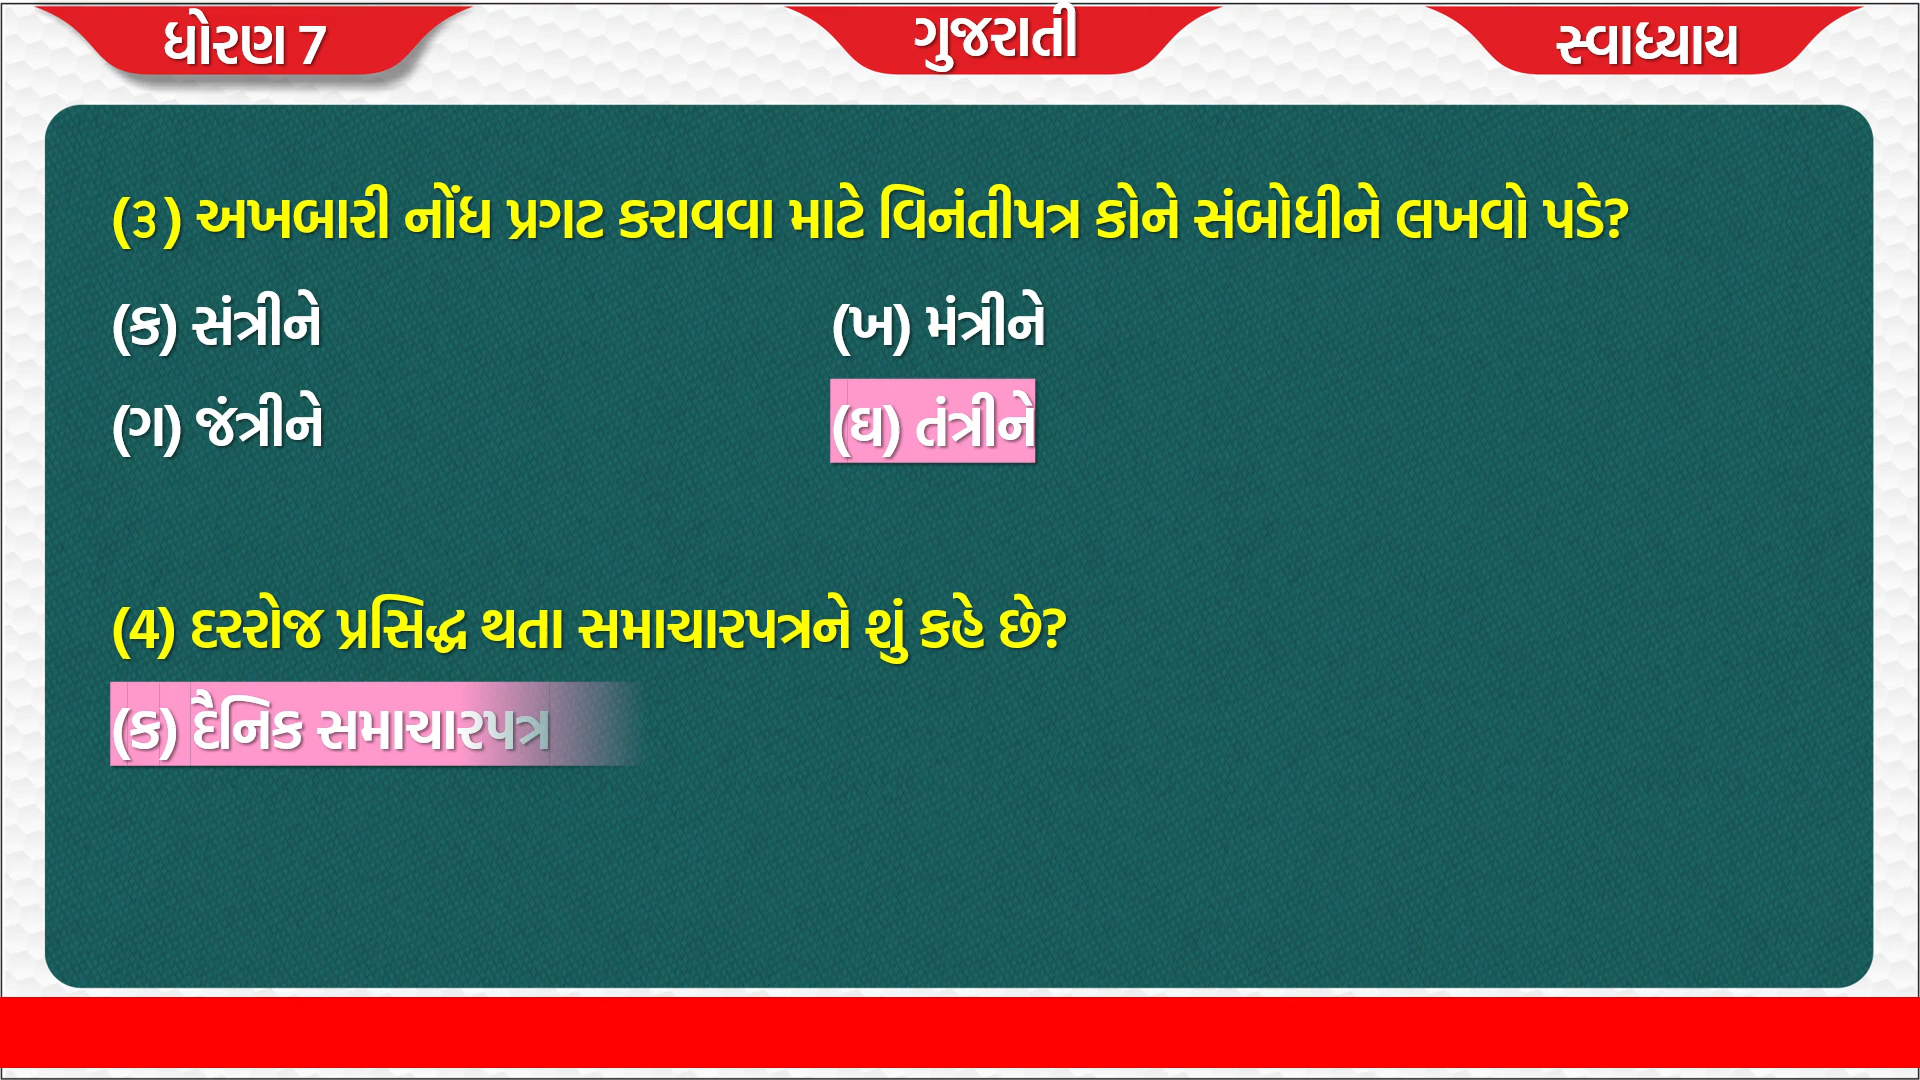 ધોરણ 7
ગુજરાતી
સ્વાધ્યાય
(૩) અખબારી નોંધ પ્રગટ કરાવવા માટે વિનંતીપત્ર કોને સંબોધીને લખવો પડે?
(ક) સંત્રીને
(ખ) મંત્રીને
(ગ) જંત્રીને
(ઘ) તંત્રીને
(4) દરરોજ પ્રસિદ્ધ થતા સમાચારપત્રને શું કહે છે?
(ક) દૈનિક સમાચારપત્ર